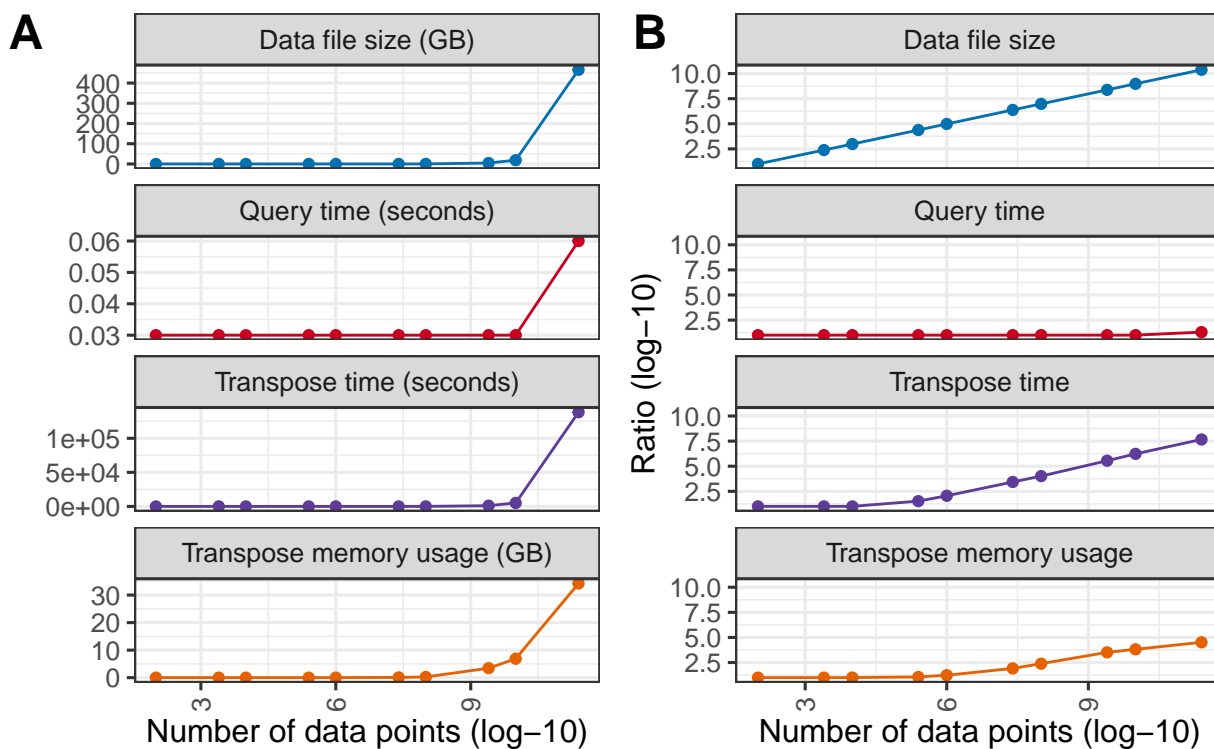 A
Data file size (GB)
400
300
200
100
0
Query time (seconds)
0.06
0.05
0.04
0.03
Transpose time (seconds)
1e+05
5e+04
0e+00
Transpose memory usage (GB)
30
20
10
0
3
6
9
Number of data points (log−10)
B
Ratio (log−10)
Data file size
10.0
7.5
5.0
2.5
Query time
10.0
7.5
5.0
2.5
Transpose time
10.0
7.5
5.0
2.5
Transpose memory usage
10.0
7.5
5.0
2.5
3
6
9
Number of data points (log−10)